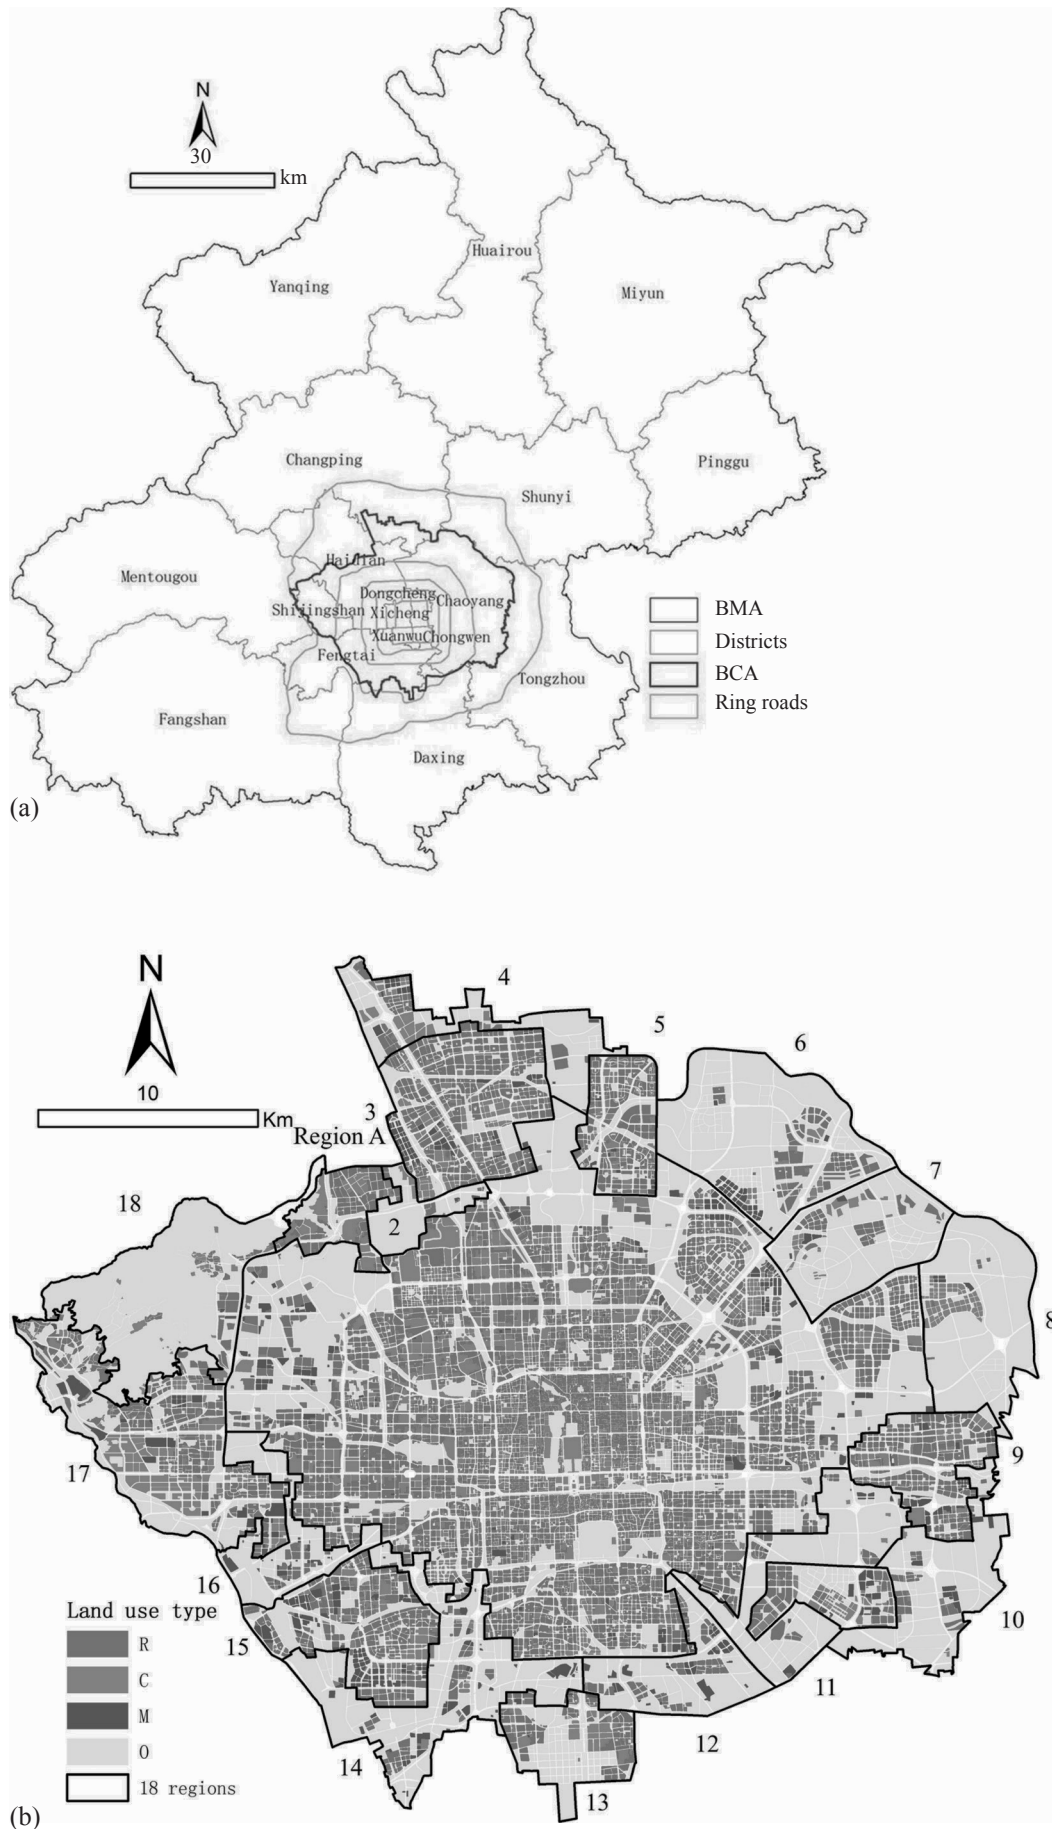 N
30
km
Huairou
Yanqing
Miyun
Changping
Pinggu
Shunyi
Haidian
Mentougou
Dongcheng
Chaoyang
Shijingshan
Xicheng
Xuanwu
Chongwen
Fengtai
Tongzhou
Fangshan
Daxing
BMA
Districts
BCA
Ring roads
(a)
N
10
Km
4
5
6
3
Region A
7
18
2
8
9
17
16
10
15
11
12
14
13
Land use type
R
C
M
O
18 regions
(b)